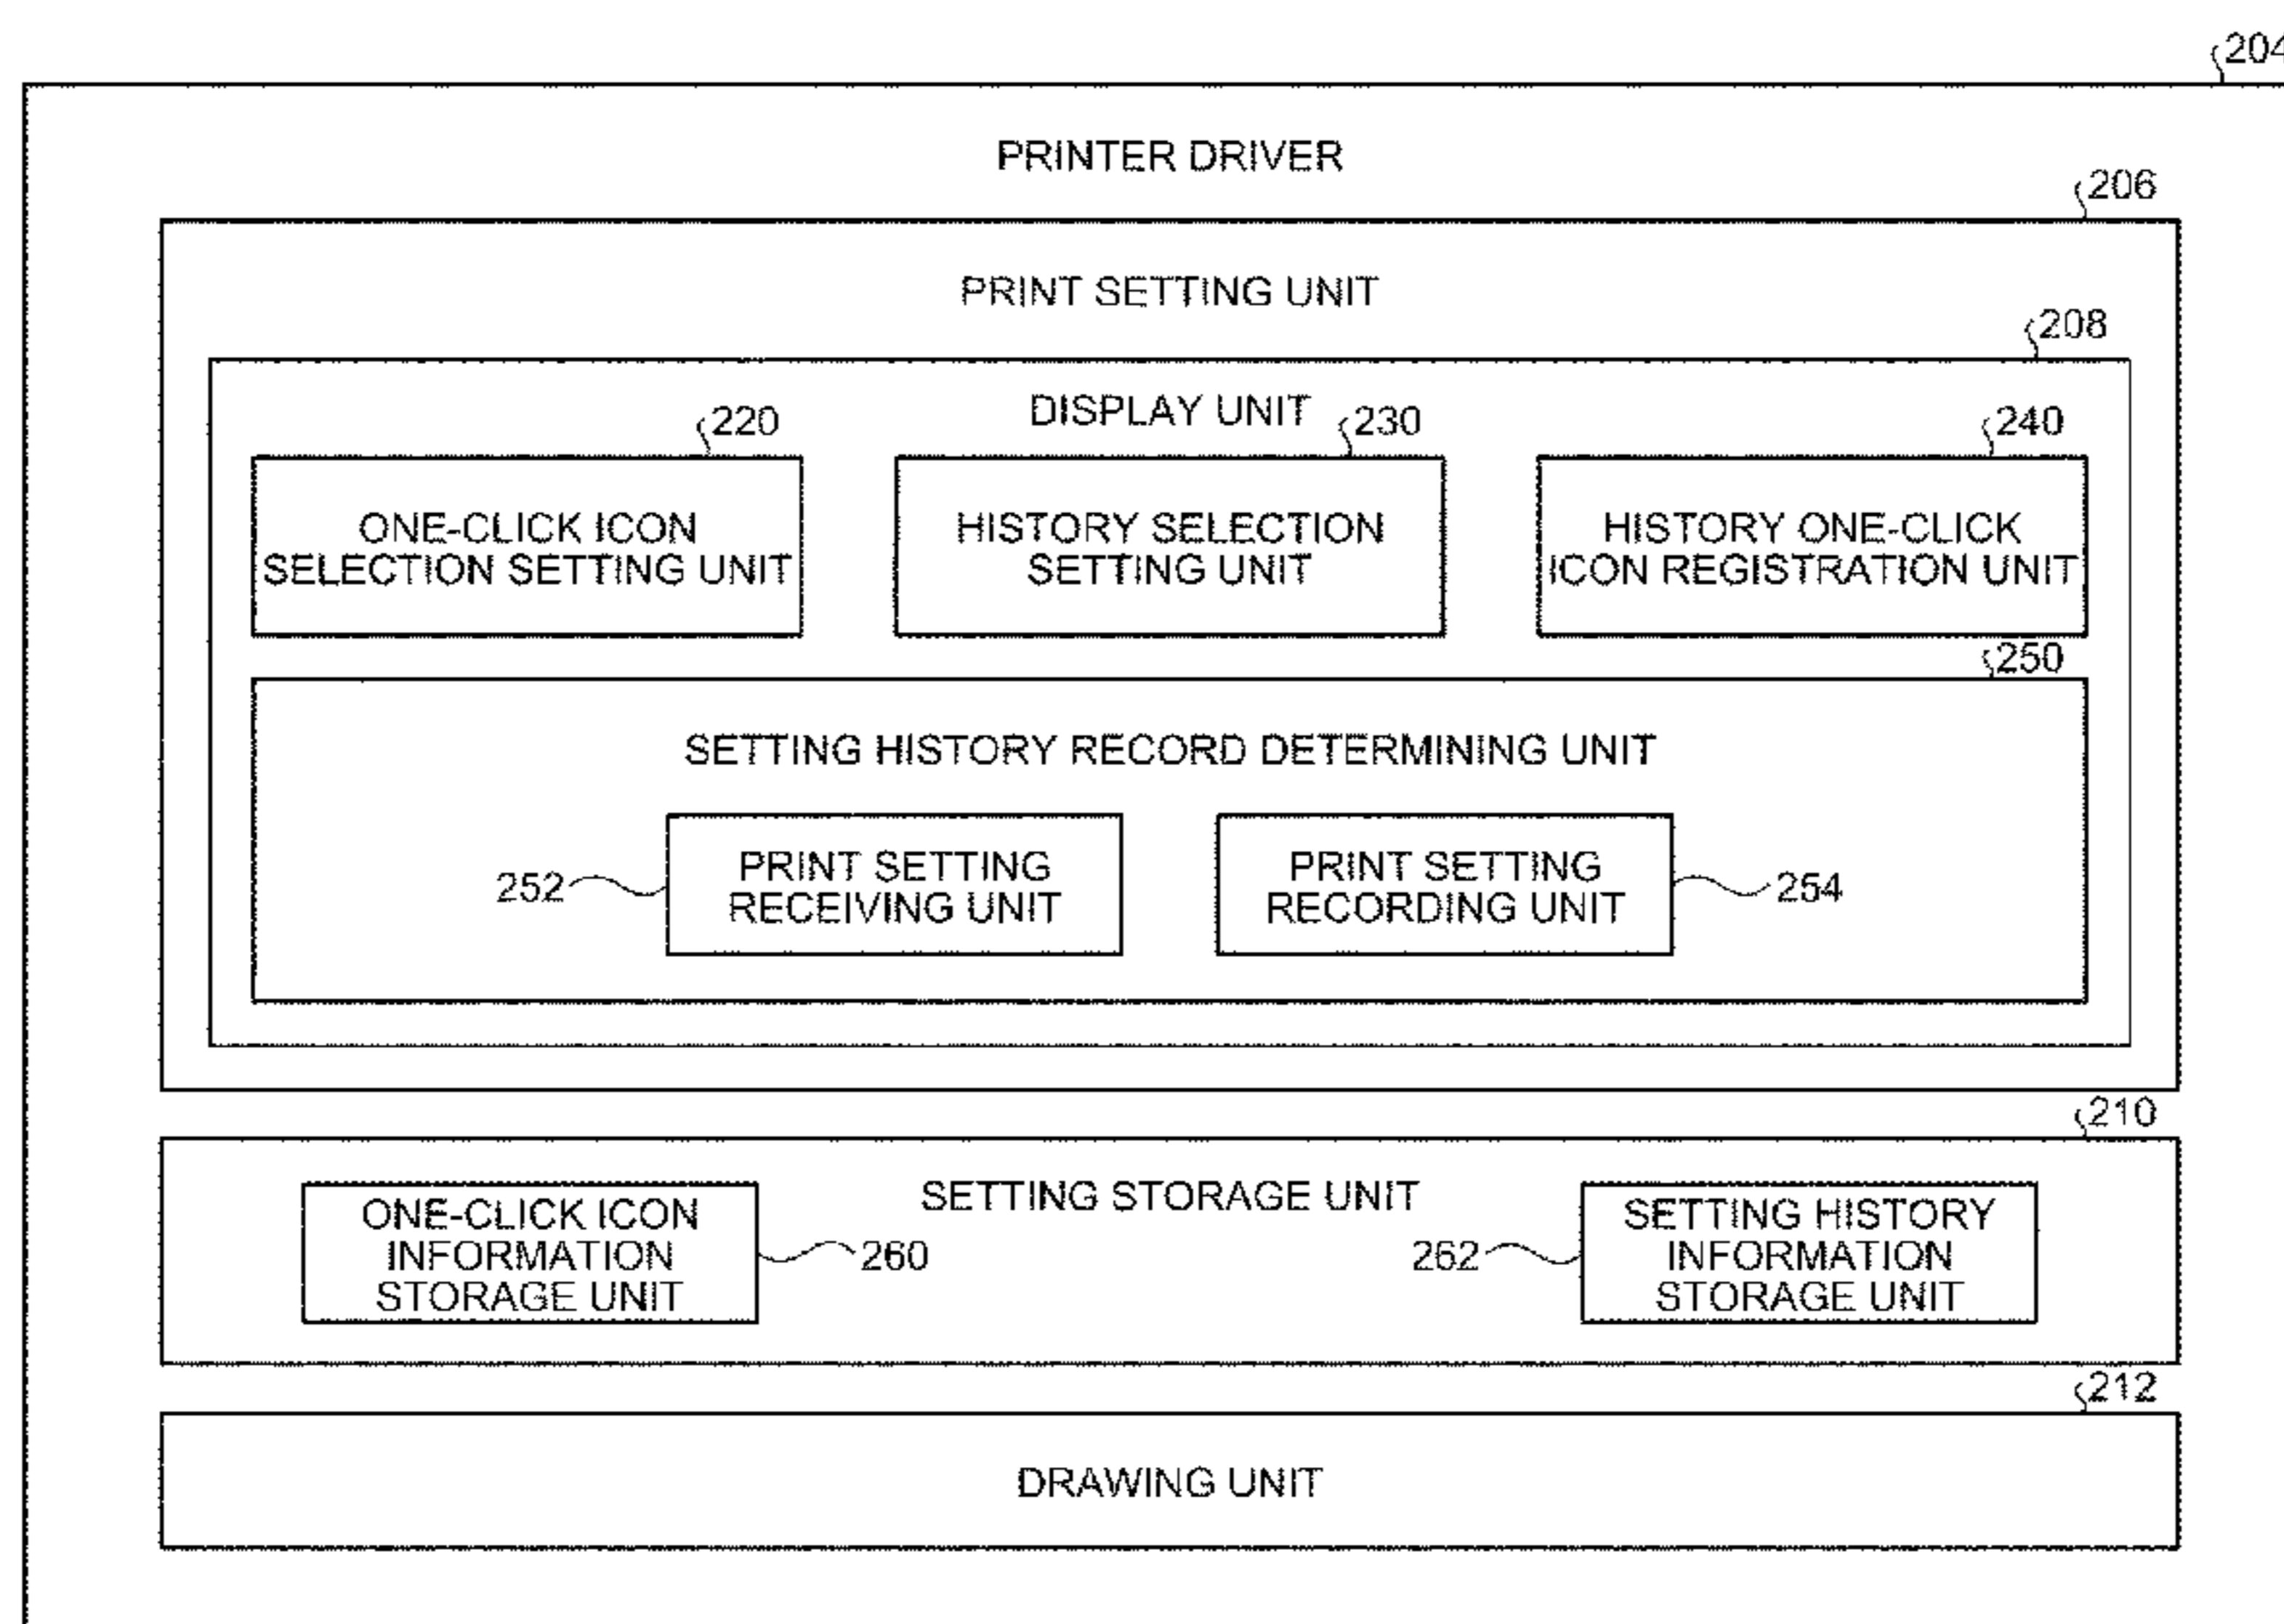 204
PRINTER DRIVER
206
PRINT SETTING UNIT
208
DISPLAY UNIT
220
230
240
ONE-CLICK ICON
SELECTION SETTING UNIT
HISTORY SELECTION
SETTING UNIT
HISTORY ONE-CLICK
ICON REGISTRATION UNIT
250
SETTING HISTORY RECORD DETERMINING UNIT
252
PRINT SETTING
RECEIVING UNIT
PRINT SETTING
RECORDING UNIT
254
210
SETTING STORAGE UNIT
ONE-CLICK ICON
INFORMATION
STORAGE UNIT
260
262
SETTING HISTORY
INFORMATION
STORAGE UNIT
212
DRAWING UNIT